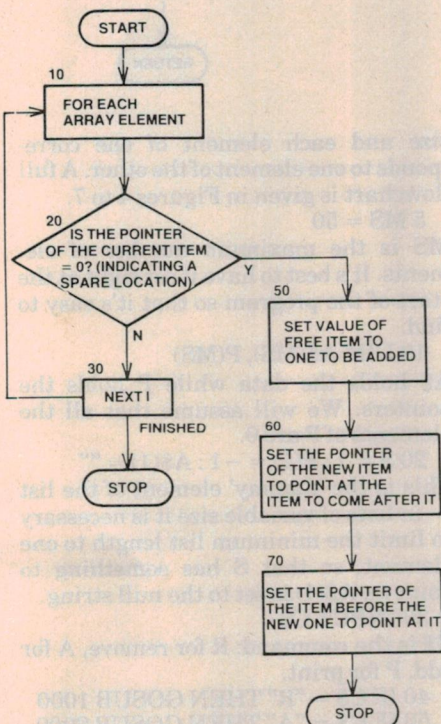 START
10
FOR EACH
ARRAY ELEMENT
20
IS THE POINTER
OF THE CURRENT ITEM
0? (INDICATING A
SPARE LOCATION)
Y
N
30
NEXT I
FINISHED
STOP
50
SET VALUE OF
FREE ITEM TO
ONE TO BE ADDED
60
SET THE POINTER
OF THE NEW ITEM
TO POINT AT THE
ITEM TO COME AFTER IT
70
SET THE POINTER OF
THE ITEM BEFORE THE
NEW ONE TO POINT AT IT
STOP